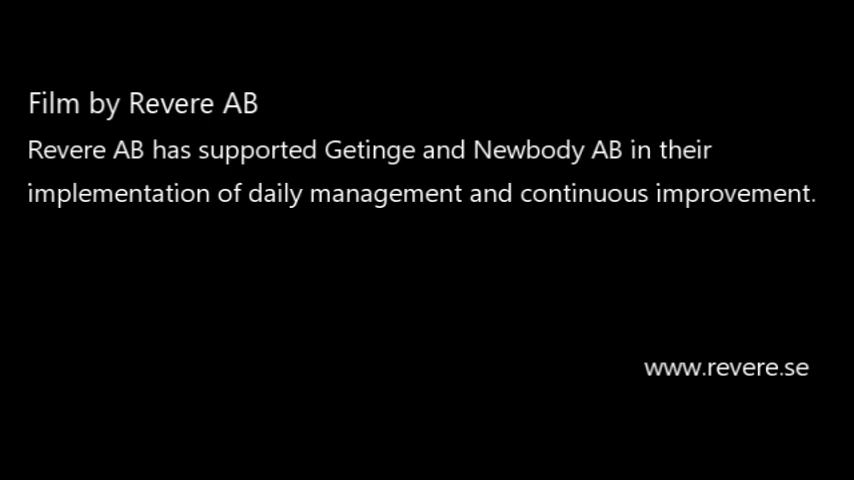 Film by Revere AB
Revere AB has supported Getinge and Newbody AB in their
implementation of daily management and continuous improvement.
www.revere.se